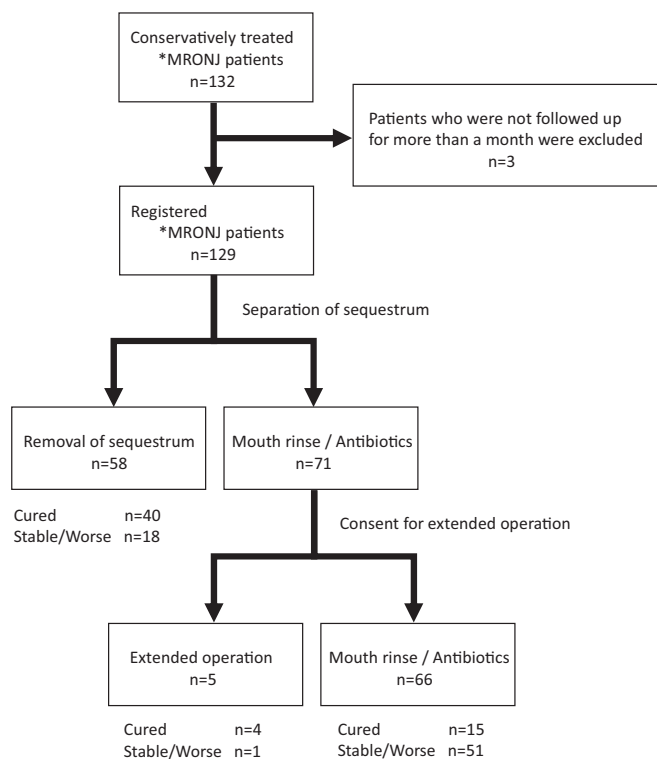 Conservatively treated
*MRONJ patients
n=132
Patients who were not followed up
for more than a month were excluded
n=3
Registered
*MRONJ patients
n=129
Separation of sequestrum
Removal of sequestrum
n=58
Mouth rinse / Antibiotics
n=71
Cured n=40
Stable/Worse n=18
Consent for extended operation
Extended operation
n=5
Mouth rinse / Antibiotics
n=66
Cured n=4
Stable/Worse n=1
Cured n=15
Stable/Worse n=51